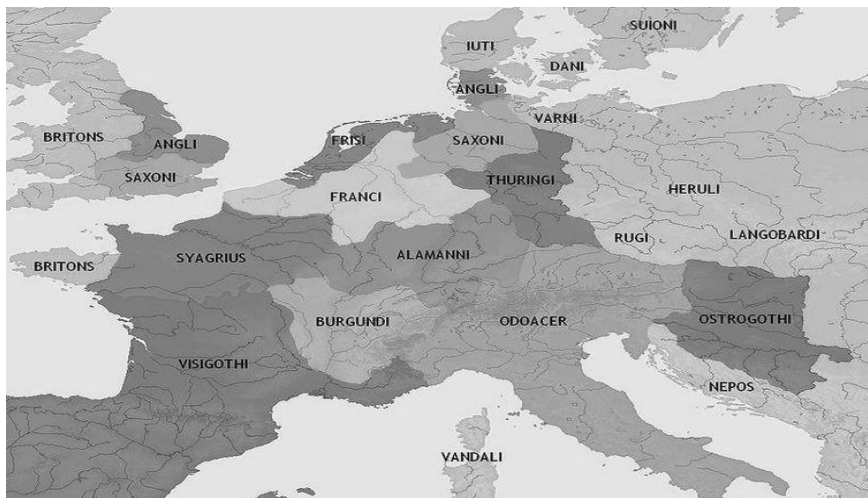 SUIONI
IUTI
DANI
ANGLI
VARNI
BRITONS
ANGLI
FRISI
SAXONI
SAXONI
THURINGI
HERULI
FRANCI
RUGI
LANGOBARDI
BRITONS
SYAGRIUS
ALAMANNI
BURGUNDI
ODOACER
OSTROGOTHI
VISIGOTHI
NEPOS
VANDALI